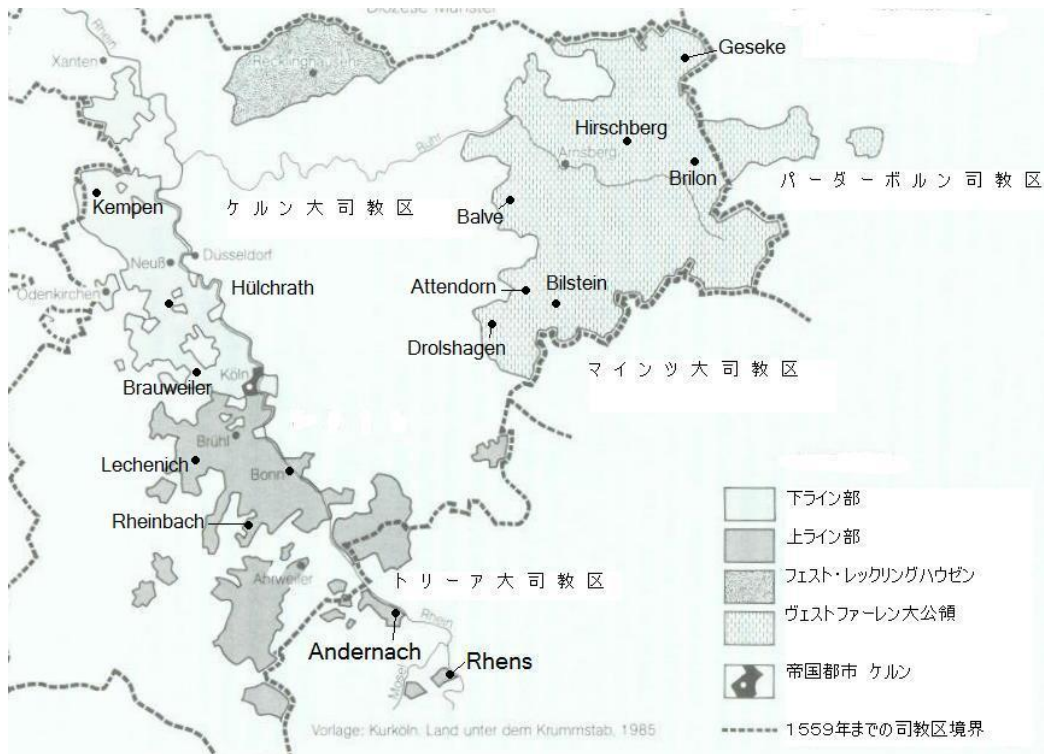 Diözese Münster
Rhein
Xanten
Recklinghausen
Geseke
Hirschberg
Arnsberg
Ruhr
Brilon
パーダーボルン司教区
Kempen
ケルン大司教区
Balve
Düsseldorf
Neuß
Hülchrath
Odenkirchen
Attendorn
Bilstein
Drolshagen
マインツ大司教区
Köln
Brauweiler
Brühl
Lechenich
Bonn
Rheinbach
Ahrweiler
トリーア大司教区
Rhein
Andernach
Rhens
Mosel
下ライン部
上ライン部
フェスト・レックリングハウゼン
ヴェストファーレン大公領
帝国都市 ケルン
1559年までの司教区境界
Vorlage: Kurköln. Land unter dem Krummstab, 1985